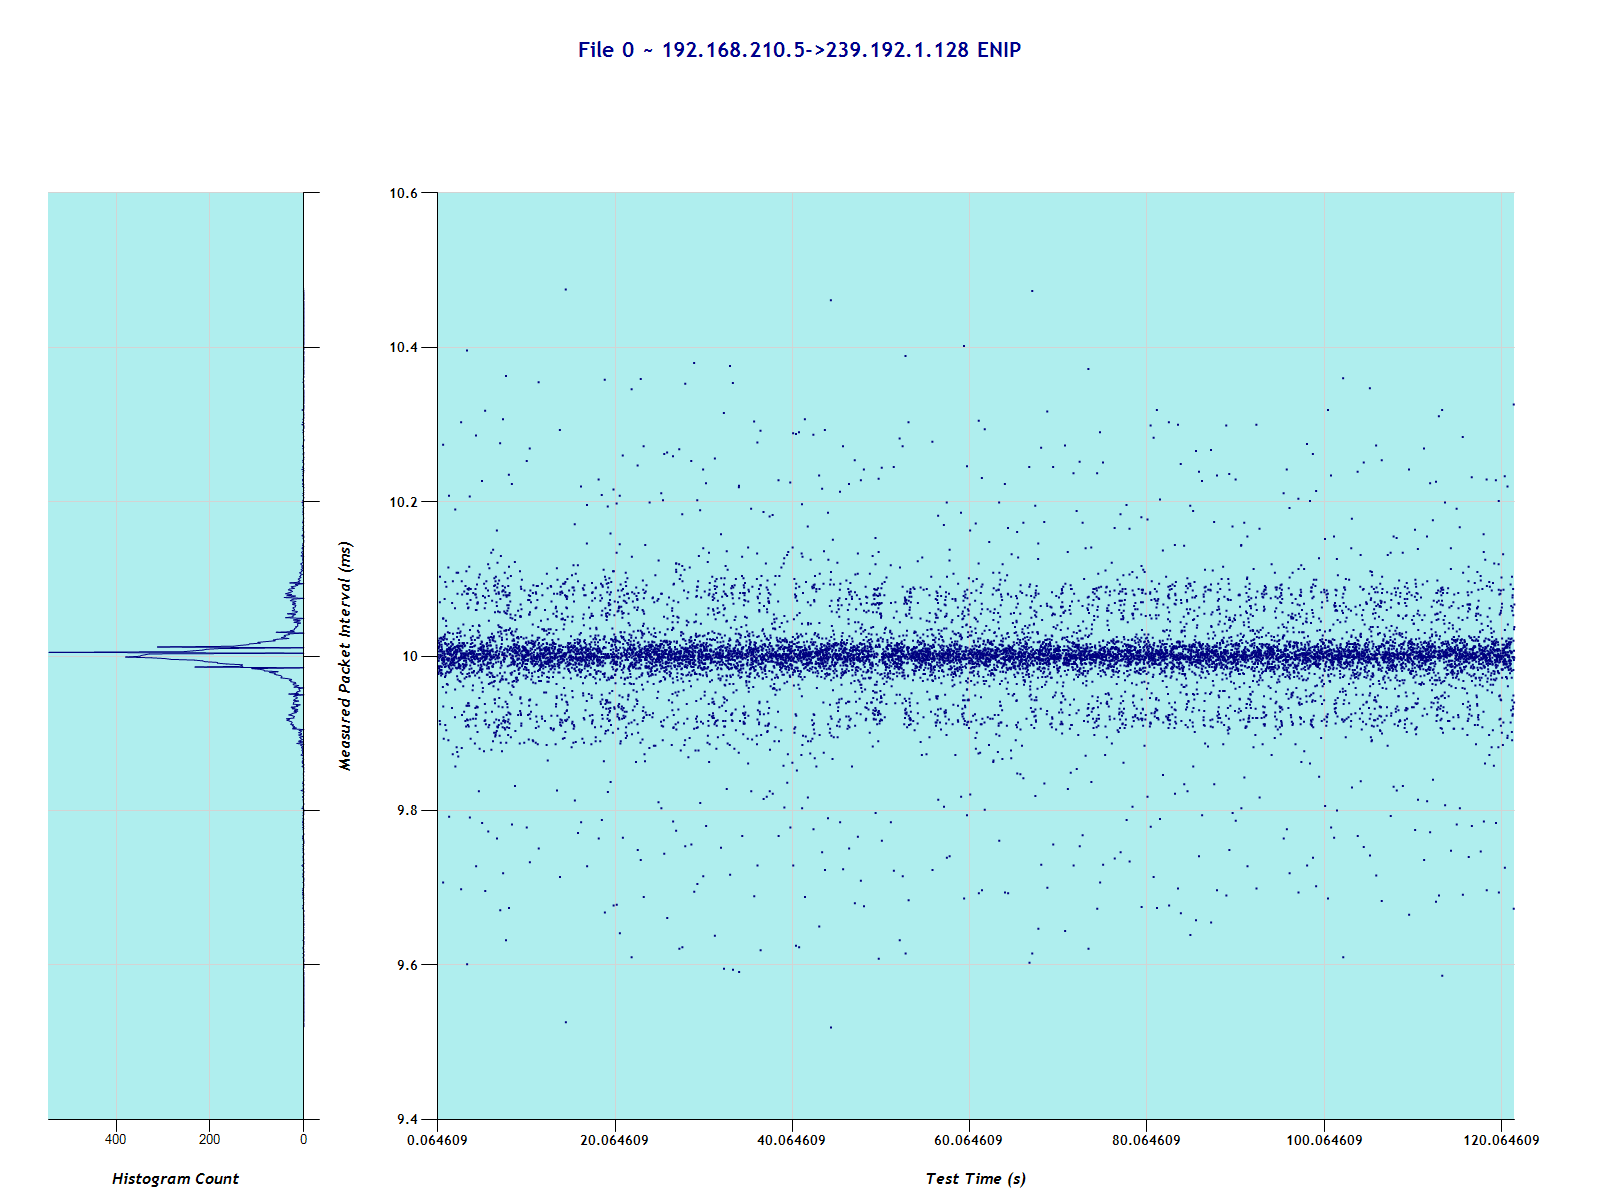 File 0 ~ 192.168.210.5->239.192.1.128 ENIP
10.6
10.4
10.2
10
9.8
9.6
9.4
Measured Packet Interval (ms)
400 200 0
0.064609 20.064609 40.064609 60.064609 80.064609 100.064609 120.064609
Histogram Count
Test Time (s)